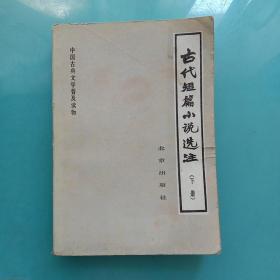 中国古典文学普及读物
古代短篇小说选注
（下册）
北京出版社